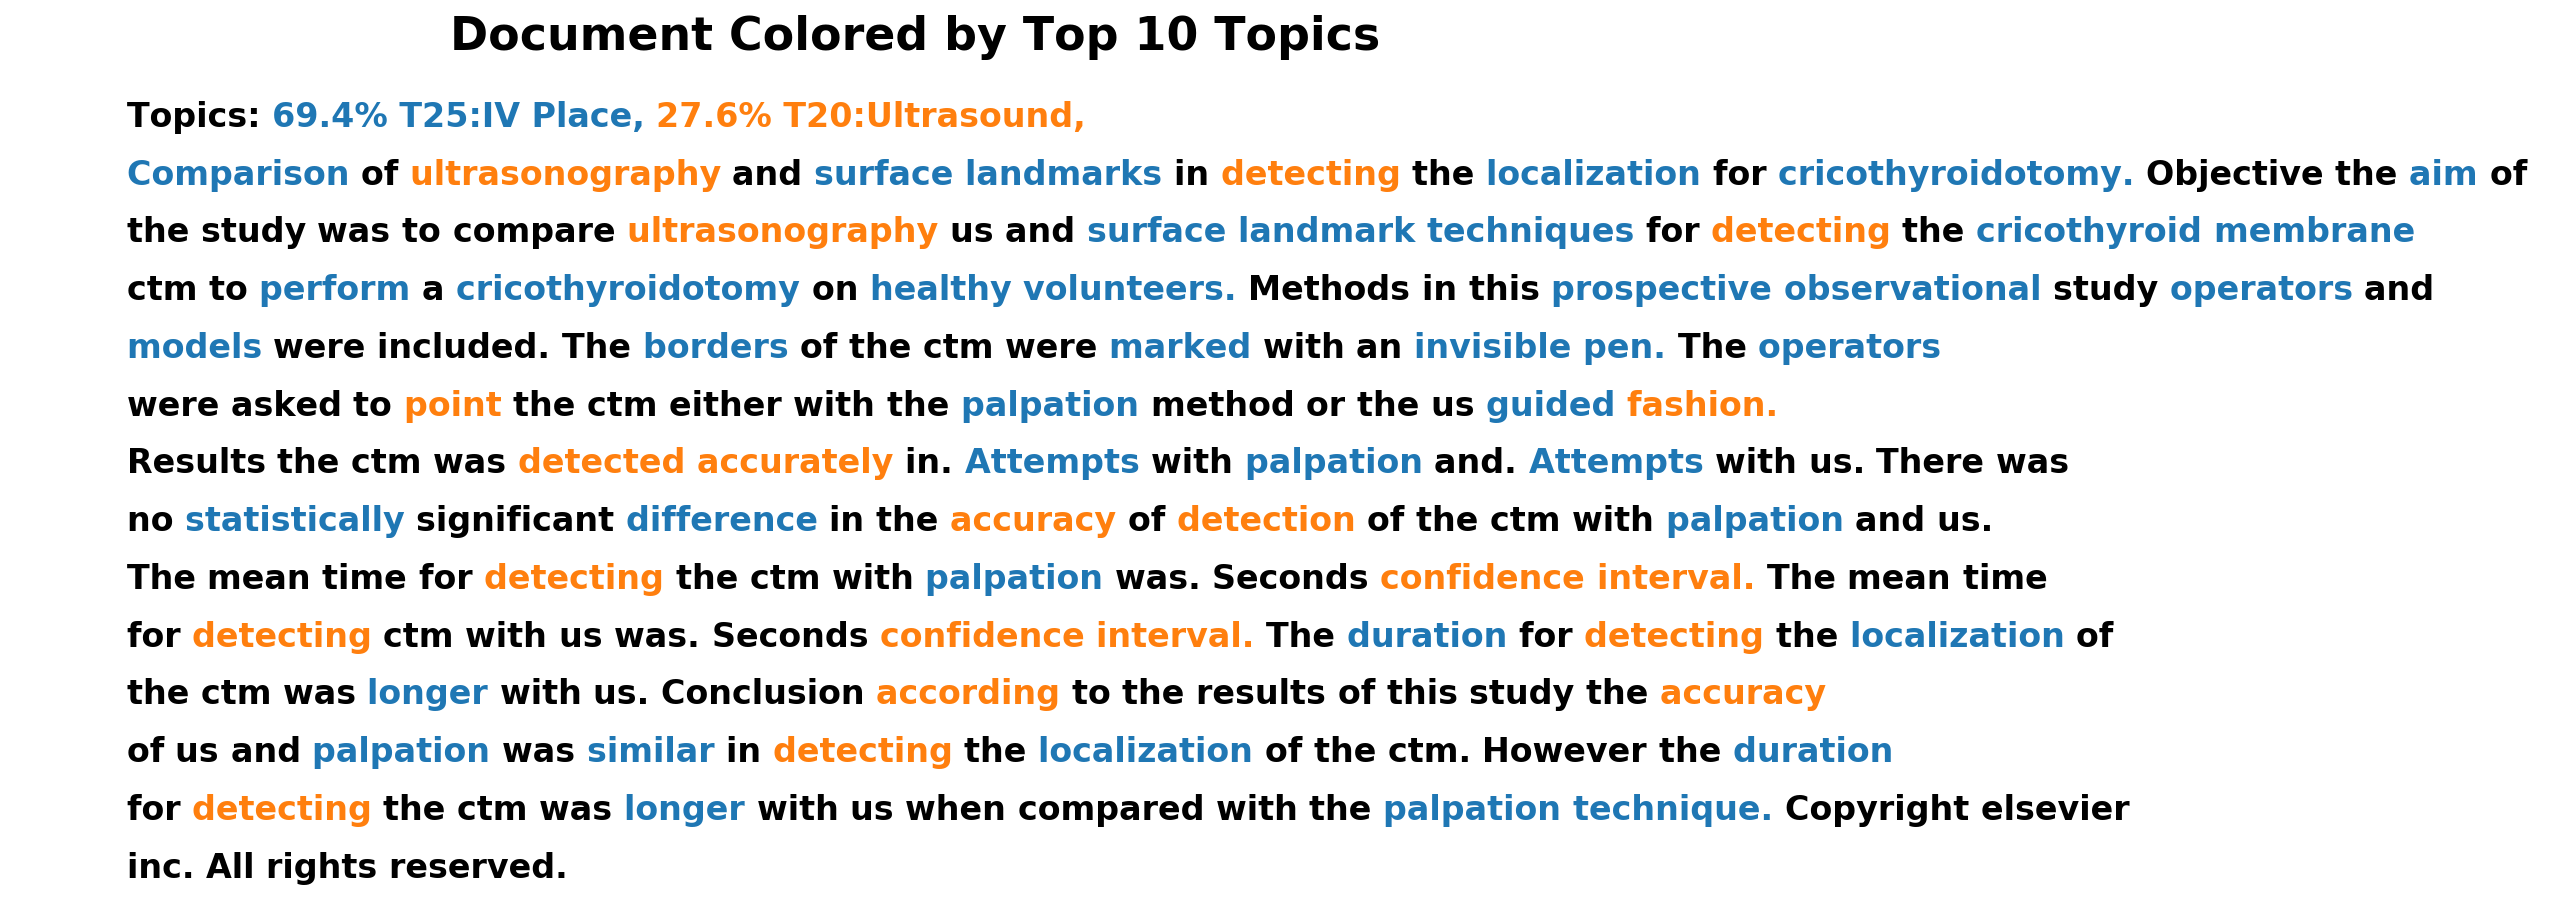 Document Colored by Top 10 Topics
Topics: 69.4% T25:IV Place, 27.6% T20:Ultrasound,
Comparison of ultrasonography and surface landmarks in detecting the localization for cricothyroidotomy. Objective the aim of
the study was to compare ultrasonography us and surface landmark techniques for detecting the cricothyroid membrane
ctm to perform a cricothyroidotomy on healthy volunteers. Methods in this prospective observational study operators and
models were included. The borders of the ctm were marked with an invisible pen. The operators
were asked to point the ctm either with the palpation method or the us guided fashion.
Results the ctm was detected accurately in. Attempts with palpation and. Attempts with us. There was
no statistically significant difference in the accuracy of detection of the ctm with palpation and us.
The mean time for detecting the ctm with palpation was. Seconds confidence interval. The mean time
for detecting ctm with us was. Seconds confidence interval. The duration for detecting the localization of
the ctm was longer with us. Conclusion according to the results of this study the accuracy
of us and palpation was similar in detecting the localization of the ctm. However the duration
for detecting the ctm was longer with us when compared with the palpation technique. Copyright elsevier
inc. All rights reserved.